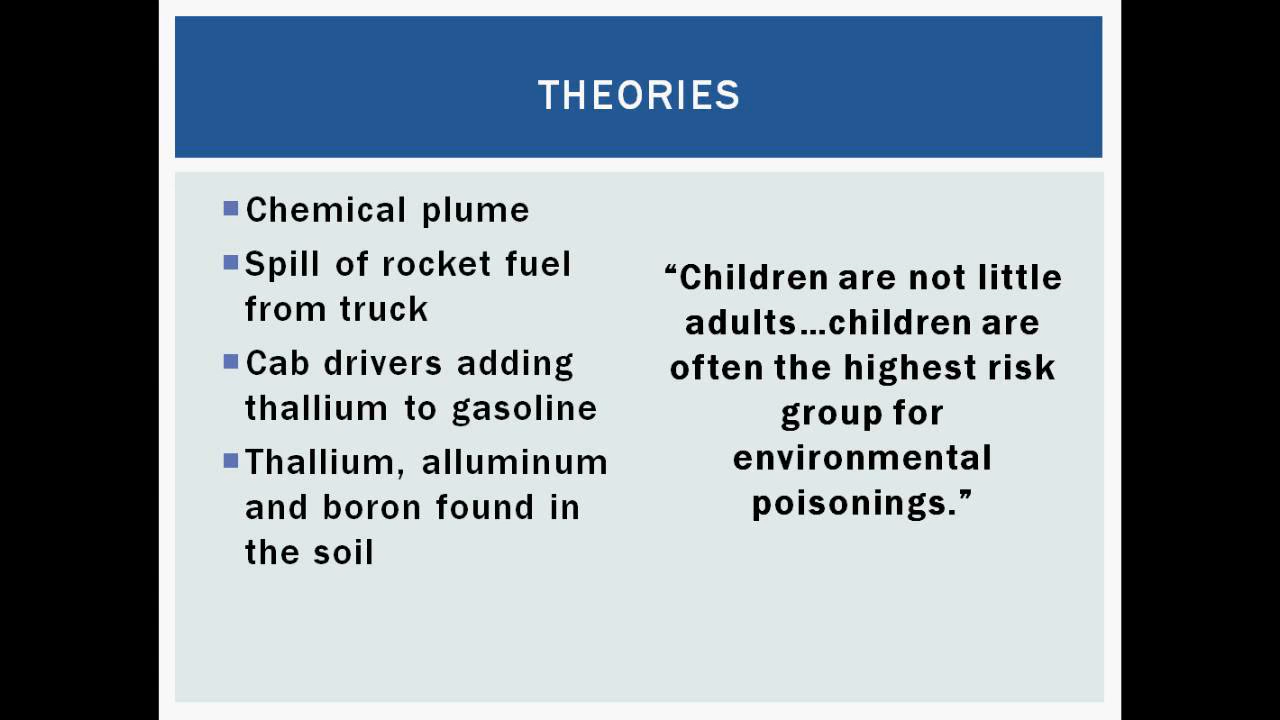 THEORIES
Chemical plume
Spill of rocket fuel
from truck
Cab drivers adding
thallium to gasoline
Thallium, alluminum
and boron found in
the soil
“Children are not little
adults…children are
often the highest risk
group for
environmental
poisonings.”